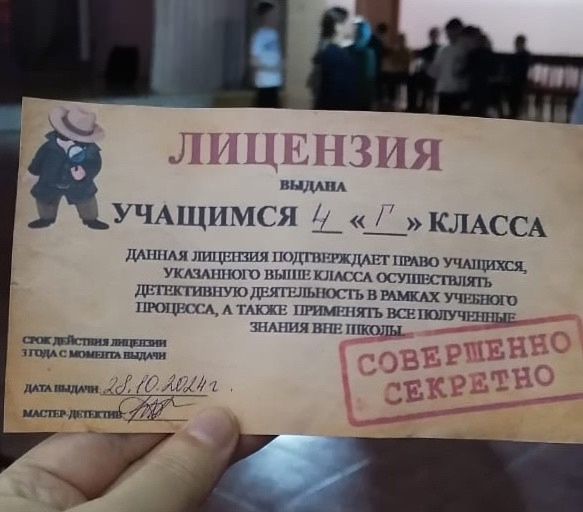 ЛИЦЕНЗИЯ
ВЫДАНА
УЧАЩИМСЯ 4 «Г» КЛАССА
ДАННАЯ ЛИЦЕНЗИЯ ПОДТВЕРЖДАЕТ ПРАВО УЧАЩИХСЯ,
УКАЗАННОГО ВЫШЕ КЛАССА ОСУЩЕСТВЛЯТЬ
ДЕТЕКТИВНУЮ ДЕЯТЕЛЬНОСТЬ В РАМКАХ УЧЕБНОГО
ПРОЦЕССА, А ТАКЖЕ ПРИМЕНЯТЬ ВСЕ ПОЛУЧЕННЫЕ
ЗНАНИЯ ВНЕ ШКОЛЫ.
СРОК ДЕЙСТВИЯ ЛИЦЕНЗИИ
3 ГОДА С МОМЕНТА ВЫДАЧИ
СОВЕРШЕННО
СЕКРЕТНО
ДАТА ВЫДАЧИ: 28.10.2024г.
МАСТЕР-ДЕТЕКТИВ